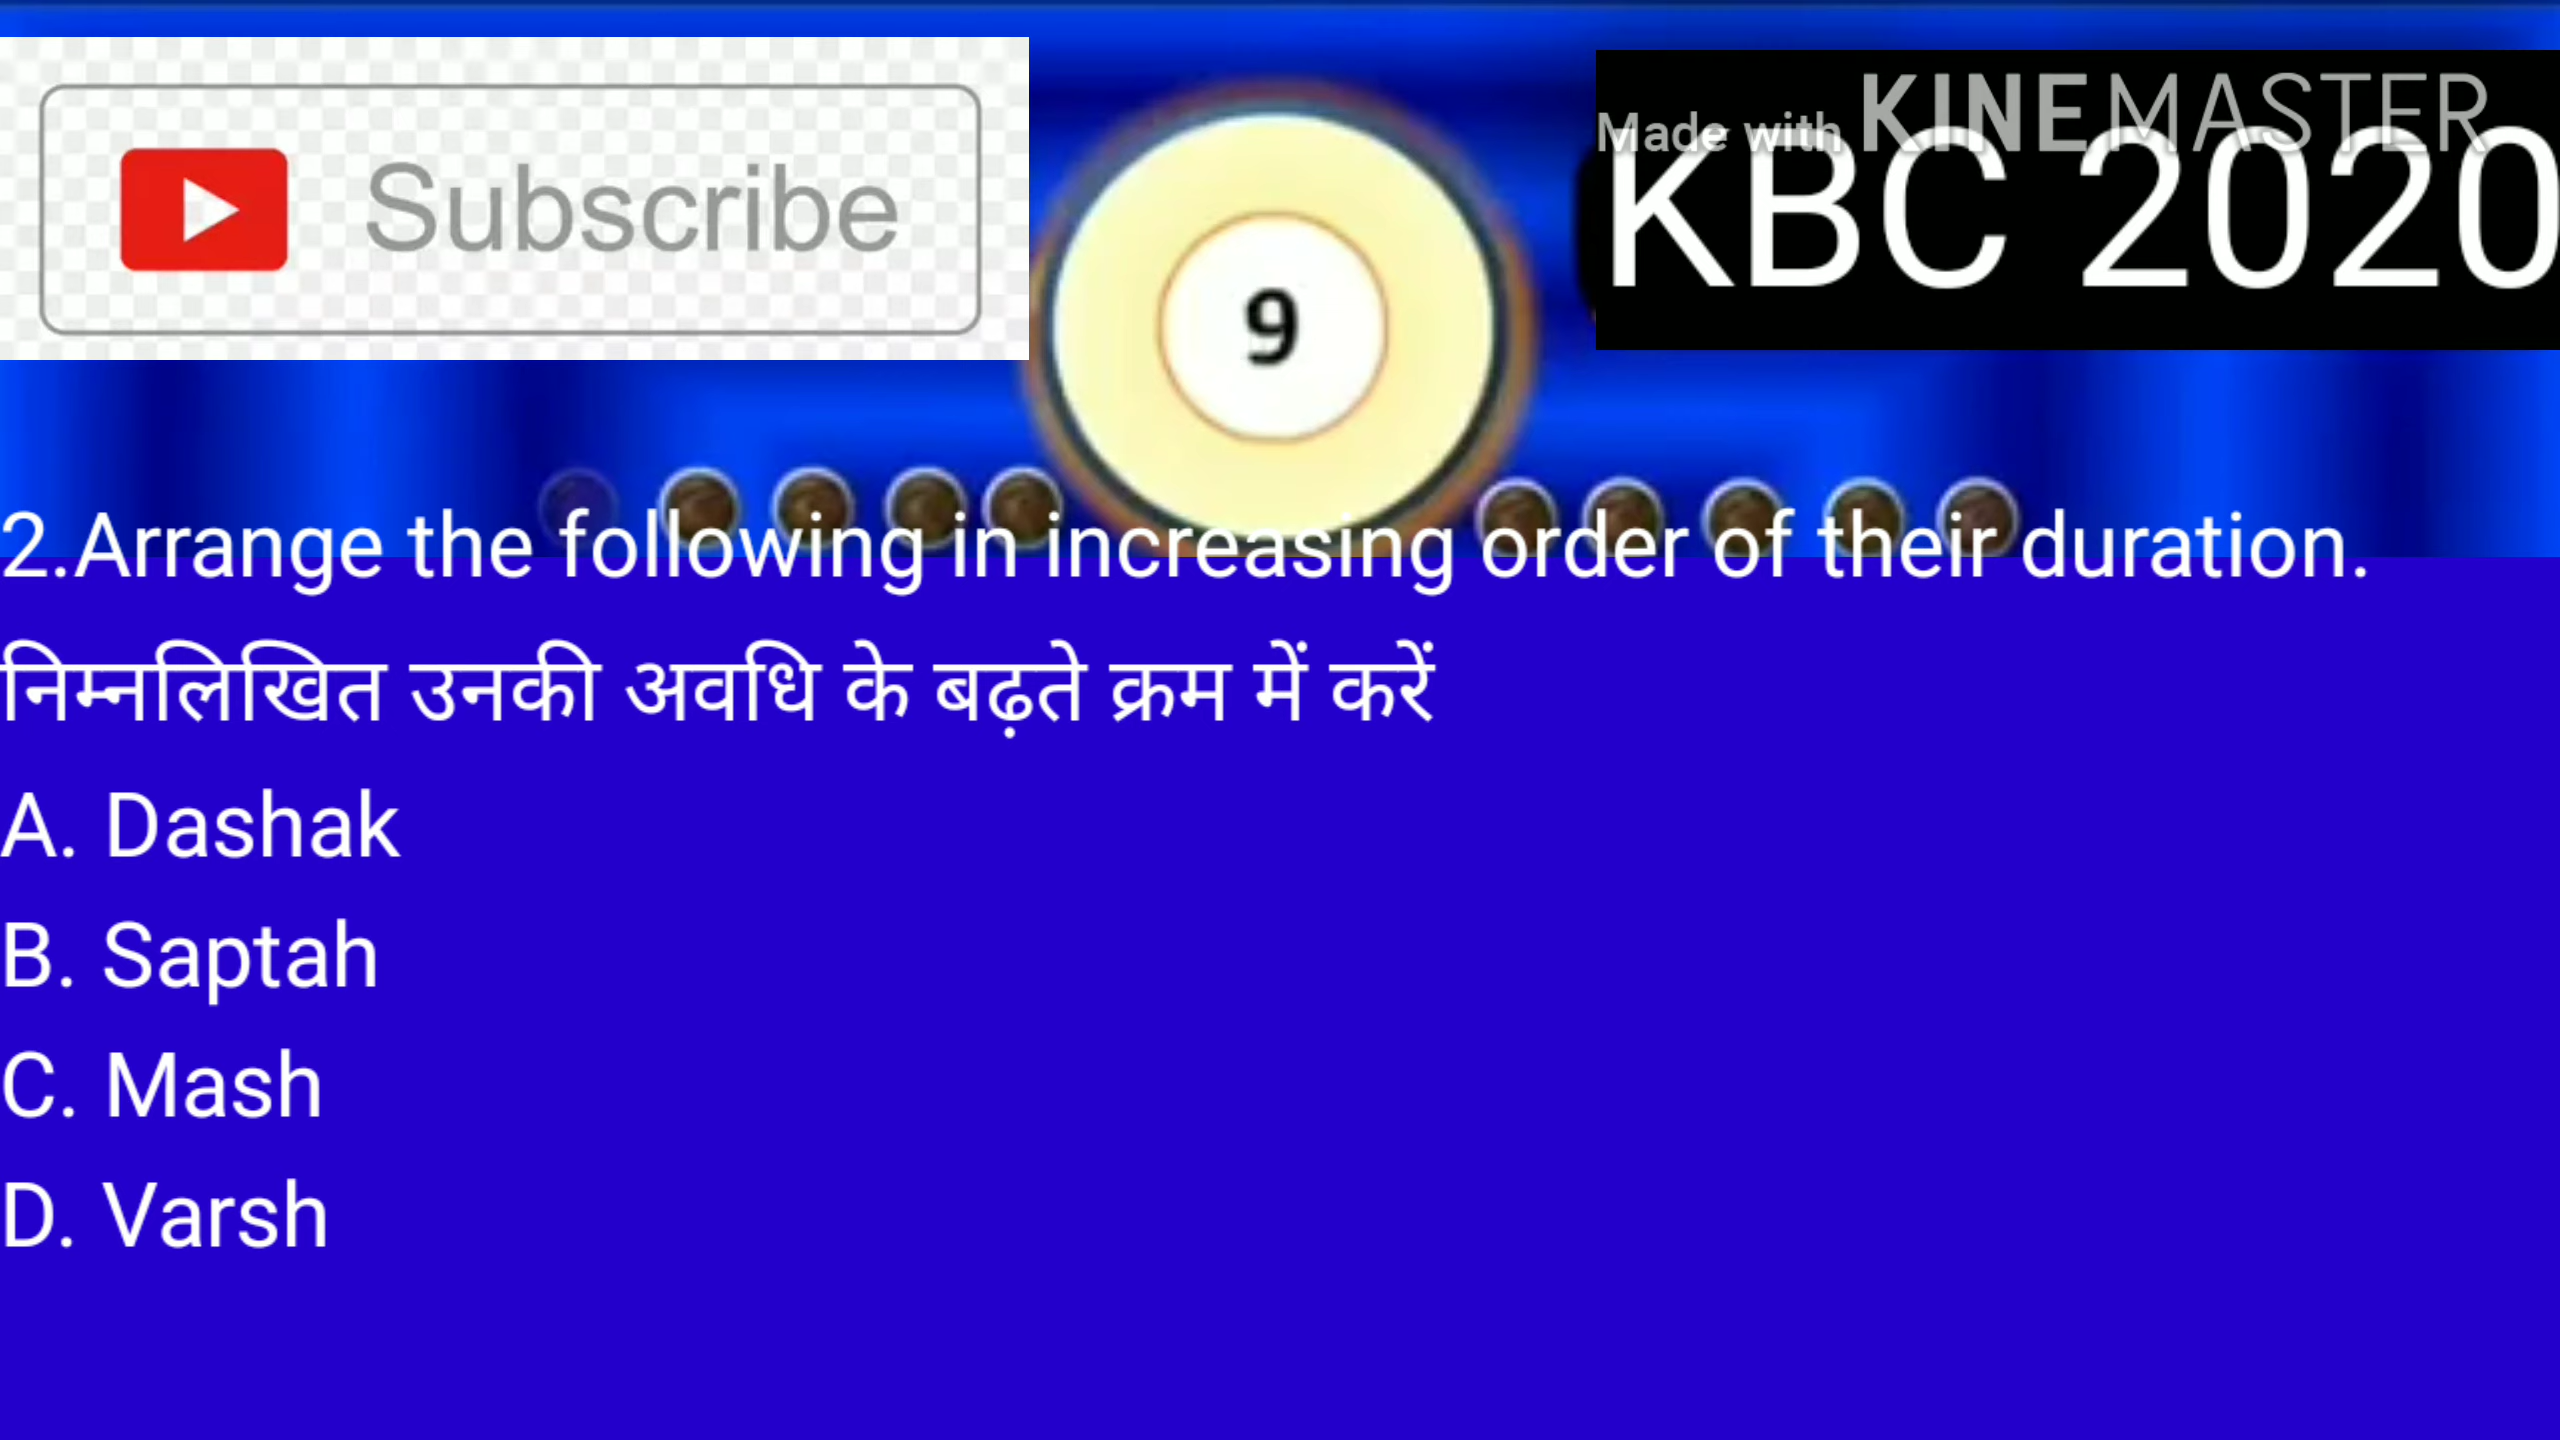 Subscribe
9
Made with KINEMASTER
KBC 2020
2.Arrange the following in increasing order of their duration.
निम्नलिखित उनकी अवधि के बढ़ते क्रम में करें
A. Dashak
B. Saptah
C. Mash
D. Varsh